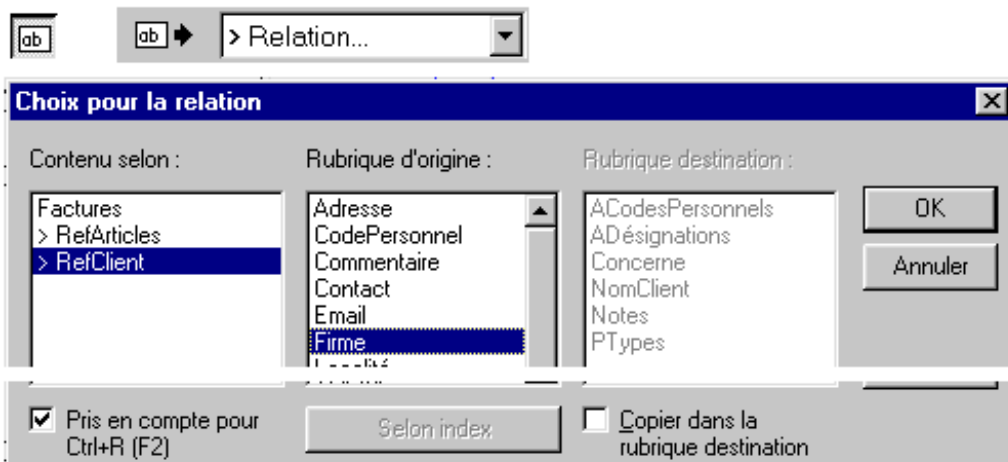 ab ab > Relation...
Choix pour la relation
Contenu selon : Rubrique d'origine : Rubrique destination :
Factures
> RefArticles
> RefClient
Adresse
CodePersonnel
Commentaire
Contact
Email
Firme
ACodesPersonnels
ADésignations
Concerne
NomClient
Notes
PTypes
OK
Annuler
Pris en compte pour
Ctrl+R (F2)
Selon index
Copier dans la
rubrique destination